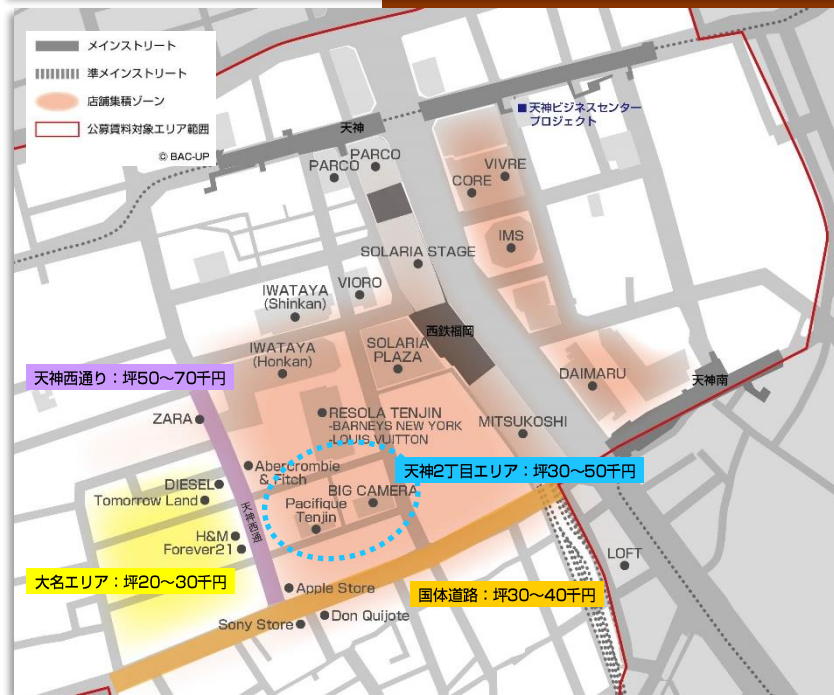 メインストリート
準メインストリート
店舗集積ゾーン
公募賃料対象エリア範囲
© BAC-UP
天神
■天神ビジネスセンター
プロジェクト
PARCO
PARCO
VIVRE
CORE
IMS
SOLARIA STAGE
VIORO
IWATAYA
(Shinkan)
西鉄福岡
SOLARIA
PLAZA
IWATAYA
(Honkan)
DAIMARU
天神南
天神西通り:坪50~70千円
ZARA
RESOLA TENJIN
-BARNEYS NEW YORK
-LOUIS VUITTON
MITSUKOSHI
Abercrombie
& Fitch
天神2丁目エリア:坪30~50千円
DIESEL
Tomorrow Land
BIG CAMERA
Pacifique
Tenjin
天神西通
H&M
Forever21
LOFT
大名エリア:坪20~30千円
Apple Store
国体道路:坪30~40千円
Don Quijote
Sony Store